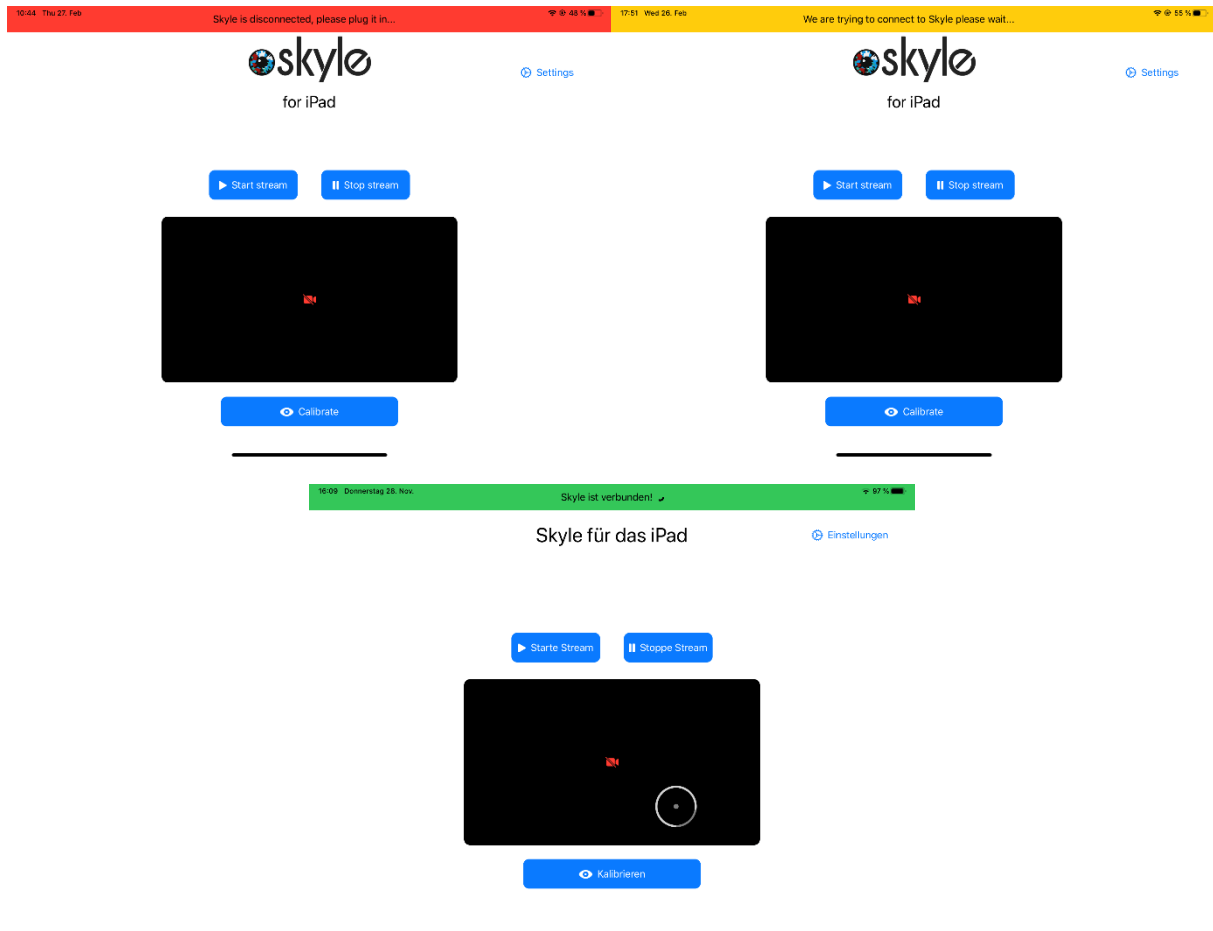 10:44 Thu 27. Feb
Skyle is disconnected, please plug it in...
48 %
skyle
Settings
for iPad
Start stream
Stop stream
Calibrate
17:51 Wed 26. Feb
We are trying to connect to Skyle please wait...
55 %
skyle
Settings
for iPad
Start stream
Stop stream
Calibrate
16:09 Donnerstag 28. Nov.
Skyle ist verbunden!
97 %
Skyle für das iPad
Einstellungen
Starte Stream
Stoppe Stream
Kalibrieren